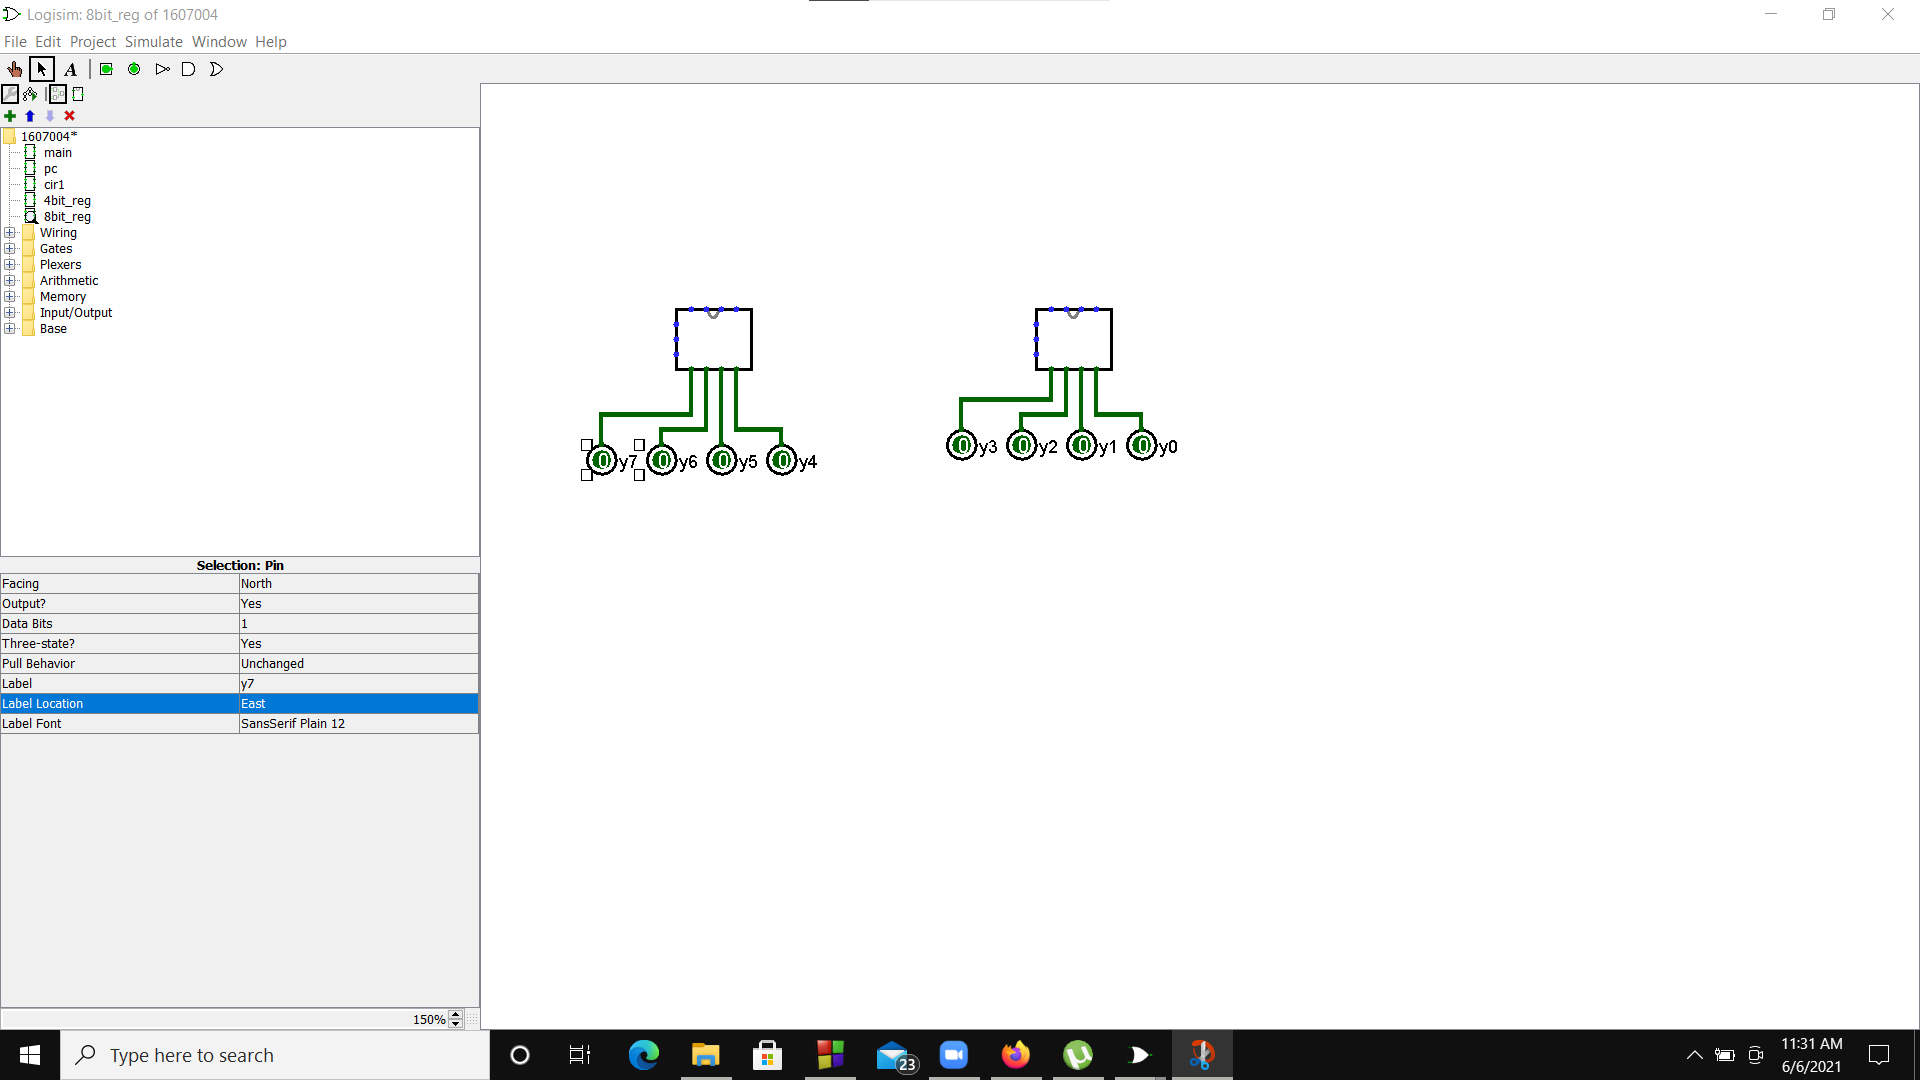 Logisim: 8bit_reg of 1607004
File Edit Project Simulate Window Help
A
1607004*
main
pc
cir1
4bit_reg
8bit_reg
Wiring
Gates
Plexers
Arithmetic
Memory
Input/Output
Base
0 y7 0 y6 0 y5 0 y4
0 y3 0 y2 0 y1 0 y0
Selection: Pin
Facing North
Output? Yes
Data Bits 1
Three-state? Yes
Pull Behavior Unchanged
Label y7
Label Location East
Label Font SansSerif Plain 12
150%
Type here to search
23
11:31 AM
6/6/2021